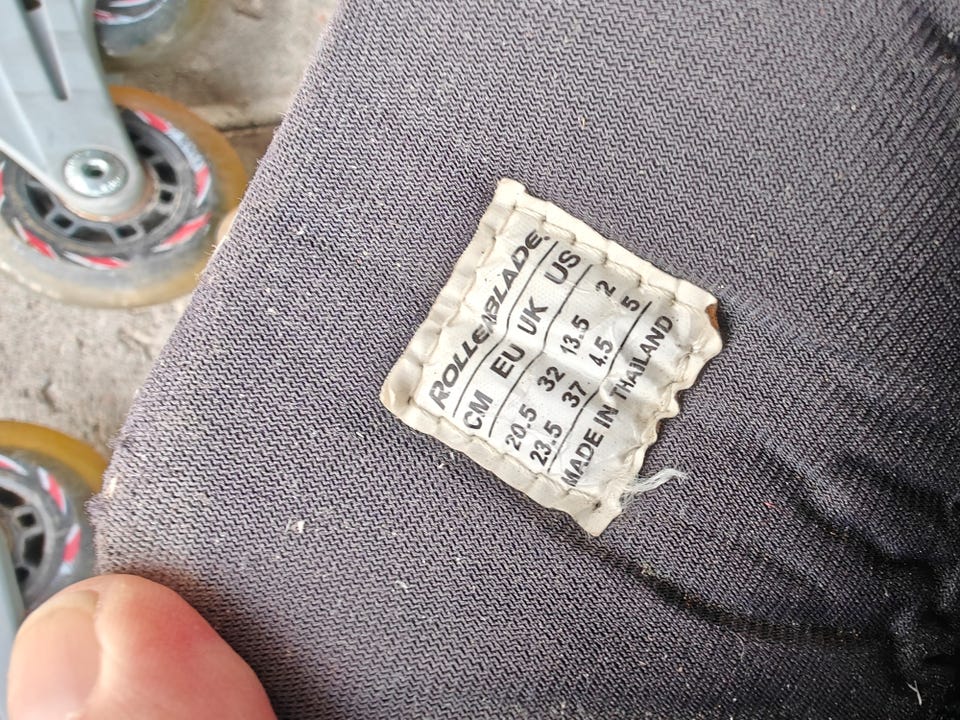 ROLLERBLADE.
CM EU UK US
20.5 32 13.5 2
23.5 37 4.5 5
MADE IN THAILAND